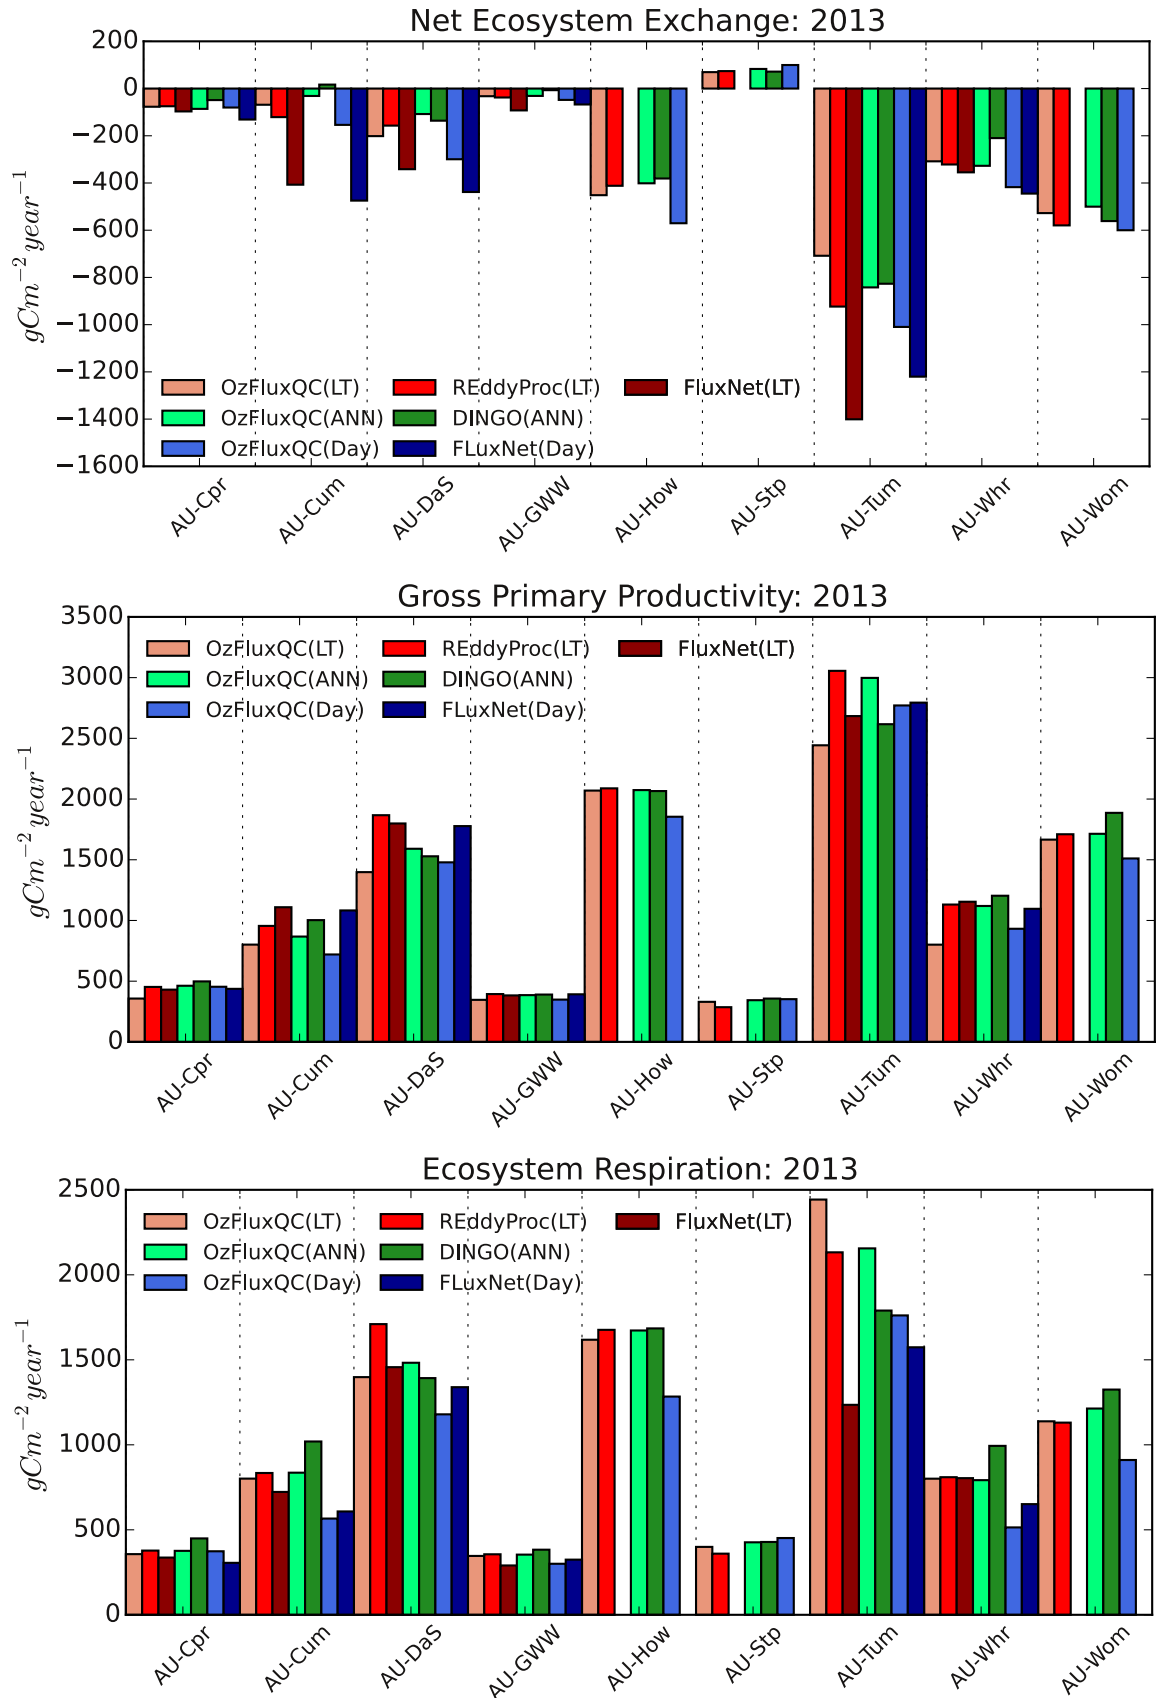 Net Ecosystem Exchange: 2013
200
0
−200
−400
−600
−800
−1000
−1200
−1400
−1600
gCm−2 year−1
OzFluxQC(LT) REddyProc(LT) FluxNet(LT)
OzFluxQC(ANN) DINGO(ANN)
OzFluxQC(Day) FLuxNet(Day)
AU-Cpr AU-Cum AU-DaS AU-GWW AU-How AU-Stp AU-Tum AU-Whr AU-Wom
Gross Primary Productivity: 2013
3500
3000
2500
2000
1500
1000
500
0
gCm−2 year−1
OzFluxQC(LT) REddyProc(LT) FluxNet(LT)
OzFluxQC(ANN) DINGO(ANN)
OzFluxQC(Day) FLuxNet(Day)
AU-Cpr AU-Cum AU-DaS AU-GWW AU-How AU-Stp AU-Tum AU-Whr AU-Wom
Ecosystem Respiration: 2013
2500
2000
1500
1000
500
0
gCm−2 year−1
OzFluxQC(LT) REddyProc(LT) FluxNet(LT)
OzFluxQC(ANN) DINGO(ANN)
OzFluxQC(Day) FLuxNet(Day)
AU-Cpr AU-Cum AU-DaS AU-GWW AU-How AU-Stp AU-Tum AU-Whr AU-Wom